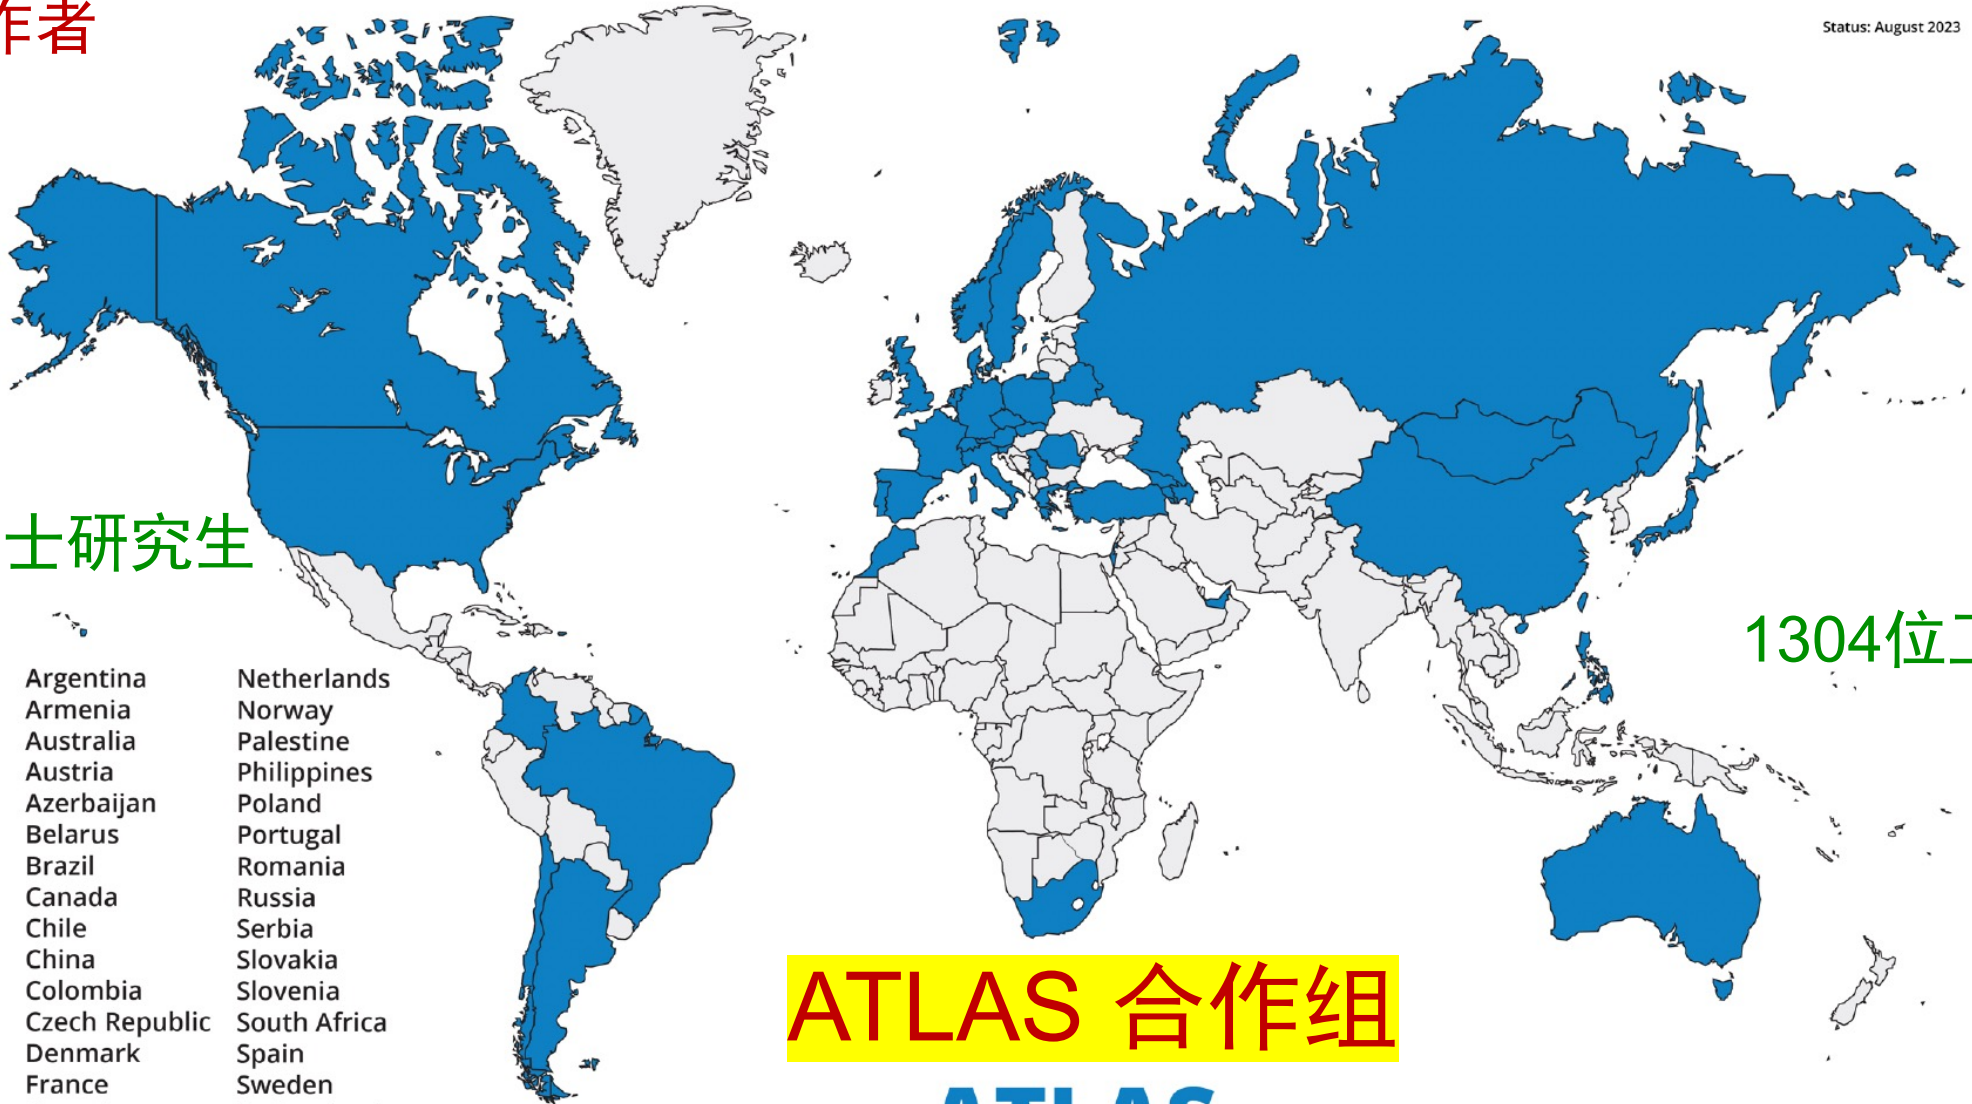 作者
Status: August 2023
士研究生
1304位工
Argentina Netherlands
Armenia Norway
Australia Palestine
Austria Philippines
Azerbaijan Poland
Belarus Portugal
Brazil Romania
Canada Russia
Chile Serbia
China Slovakia
Colombia Slovenia
Czech Republic South Africa
Denmark Spain
France Sweden
ATLAS 合作组
ATLAS